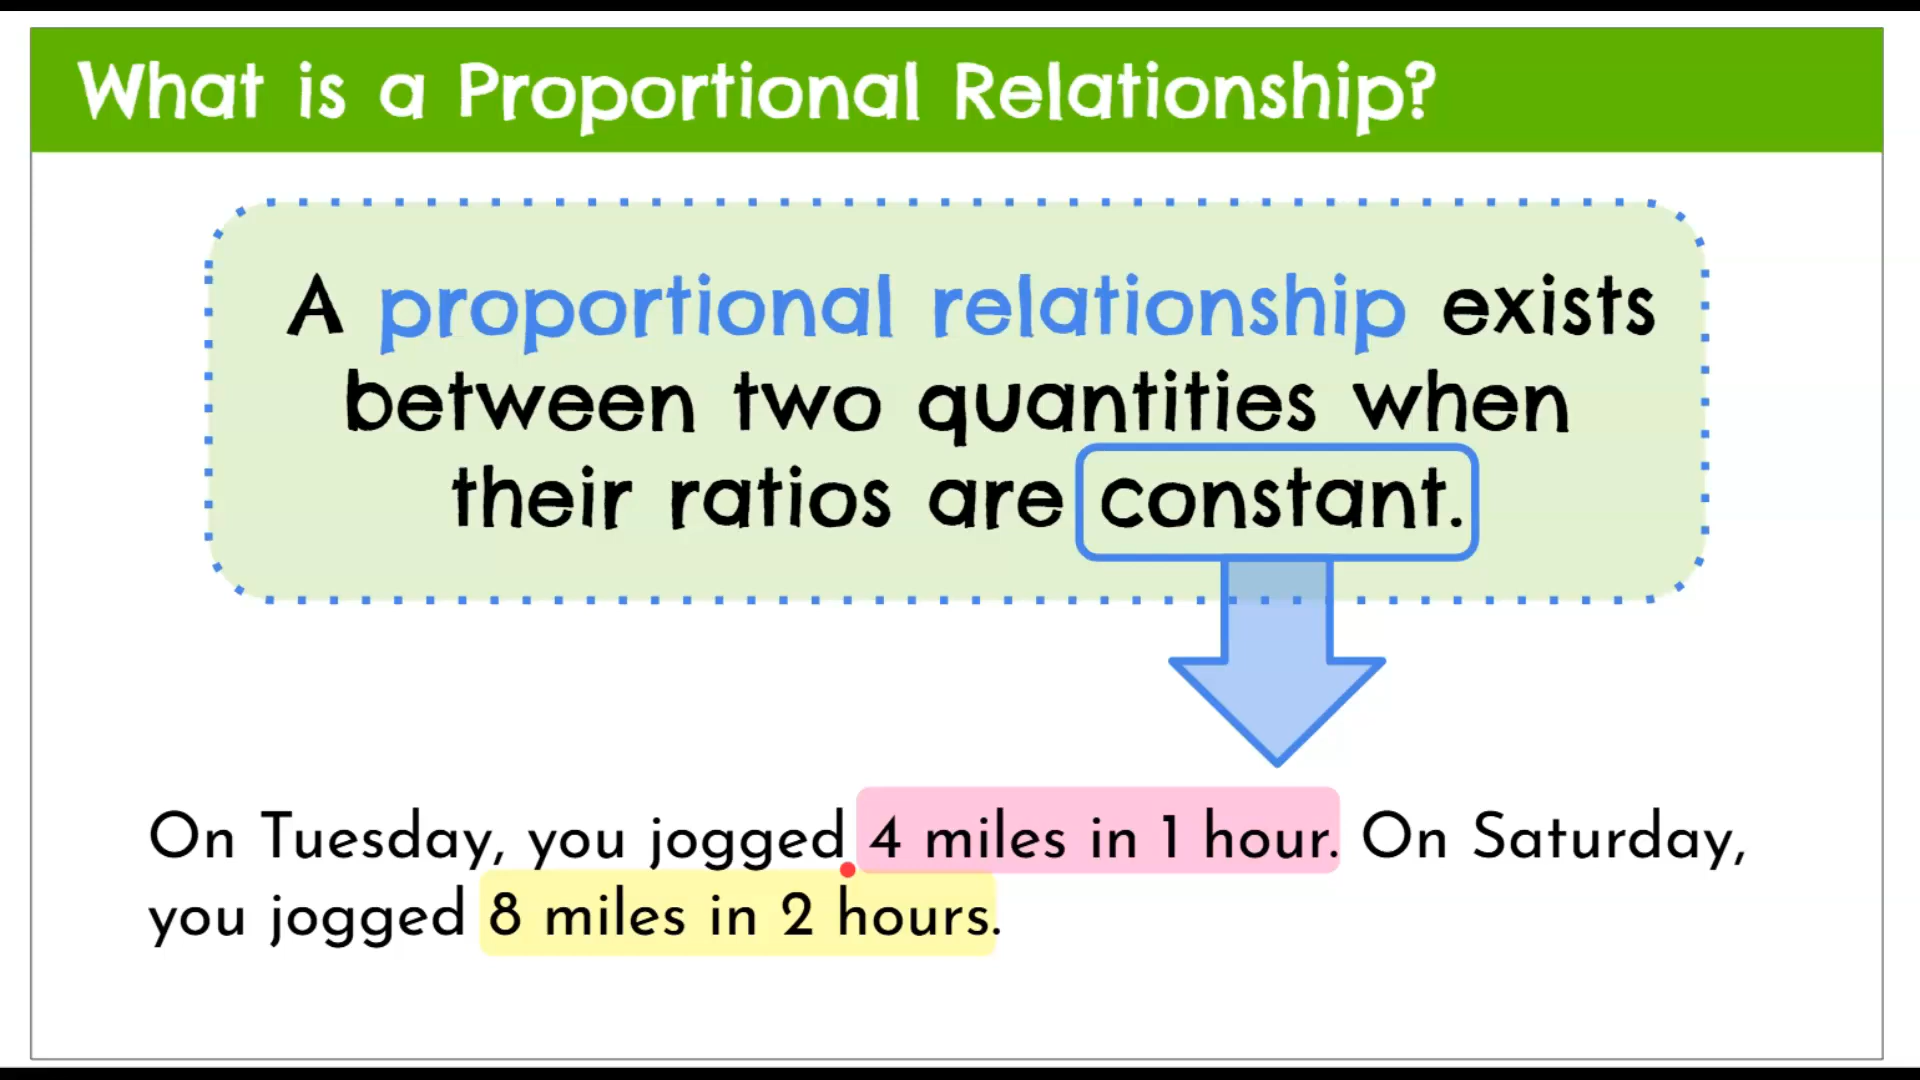 What is a Proportional Relationship?
A proportional relationship exists
between two quantities when
their ratios are constant.
On Tuesday, you jogged 4 miles in 1 hour. On Saturday,
you jogged 8 miles in 2 hours.